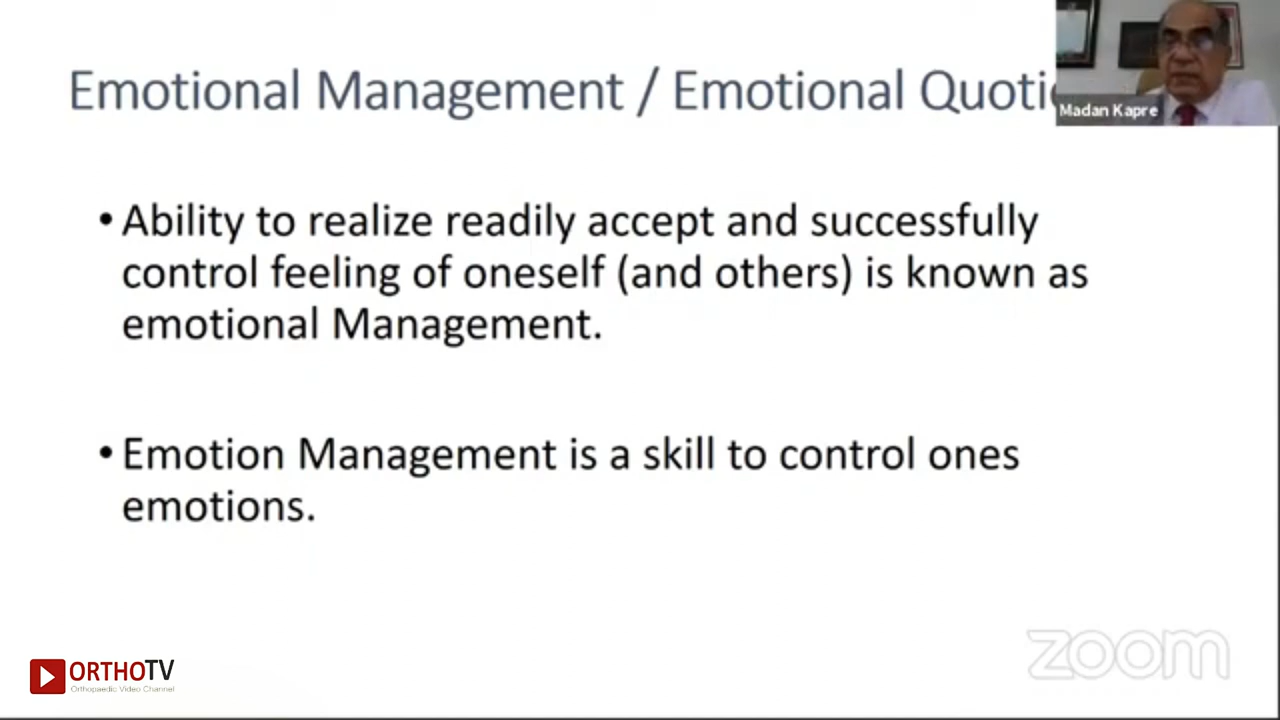 Emotional Management / Emotional Quoti
Madan Kapre
• Ability to realize readily accept and successfully
control feeling of oneself (and others) is known as
emotional Management.
• Emotion Management is a skill to control ones
emotions.
ORTHOTV
Orthopaedic Video Channel
zoom